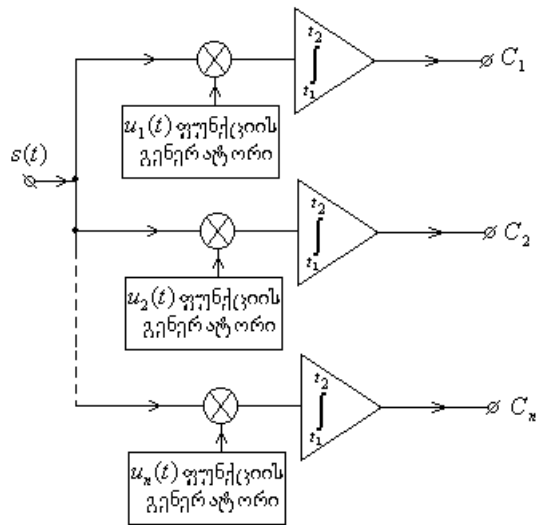 ∫ t₂ t₁
C₁
u₁(t) ფუნქციის
გენერატორი
s(t)
∫ t₂ t₁
C₂
u₂(t) ფუნქციის
გენერატორი
∫ t₂ t₁
Cₙ
uₙ(t) ფუნქციის
გენერატორი